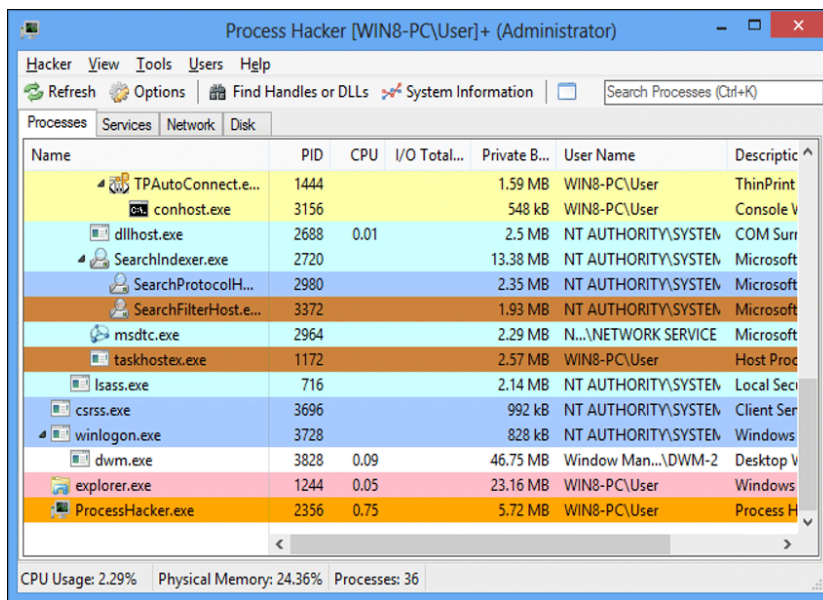 Process Hacker [WIN8-PC\User]+ (Administrator)
Hacker View Tools Users Help
Refresh Options Find Handles or DLLs System Information Search Processes (Ctrl+K)
Processes Services Network Disk
Name PID CPU I/O Total... Private B... User Name Descriptic
TPAutoConnect.e... 1444 1.59 MB WIN8-PC\User ThinPrint
conhost.exe 3156 548 kB WIN8-PC\User Console V
dllhost.exe 2688 0.01 2.5 MB NT AUTHORITY\SYSTEM COM Surr
SearchIndexer.exe 2720 13.38 MB NT AUTHORITY\SYSTEM Microsoft
SearchProtocolH... 2980 2.35 MB NT AUTHORITY\SYSTEM Microsoft
SearchFilterHost.e... 3372 1.93 MB NT AUTHORITY\SYSTEM Microsoft
msdtc.exe 2964 2.29 MB N...\NETWORK SERVICE Microsoft
taskhostex.exe 1172 2.57 MB WIN8-PC\User Host Proc
lsass.exe 716 2.14 MB NT AUTHORITY\SYSTEM Local Secu
csrss.exe 3696 992 kB NT AUTHORITY\SYSTEM Client Ser
winlogon.exe 3728 828 kB NT AUTHORITY\SYSTEM Windows
dwm.exe 3828 0.09 46.75 MB Window Man...\DWM-2 Desktop V
explorer.exe 1244 0.05 23.16 MB WIN8-PC\User Windows
ProcessHacker.exe 2356 0.75 5.72 MB WIN8-PC\User Process H
CPU Usage: 2.29% Physical Memory: 24.36% Processes: 36